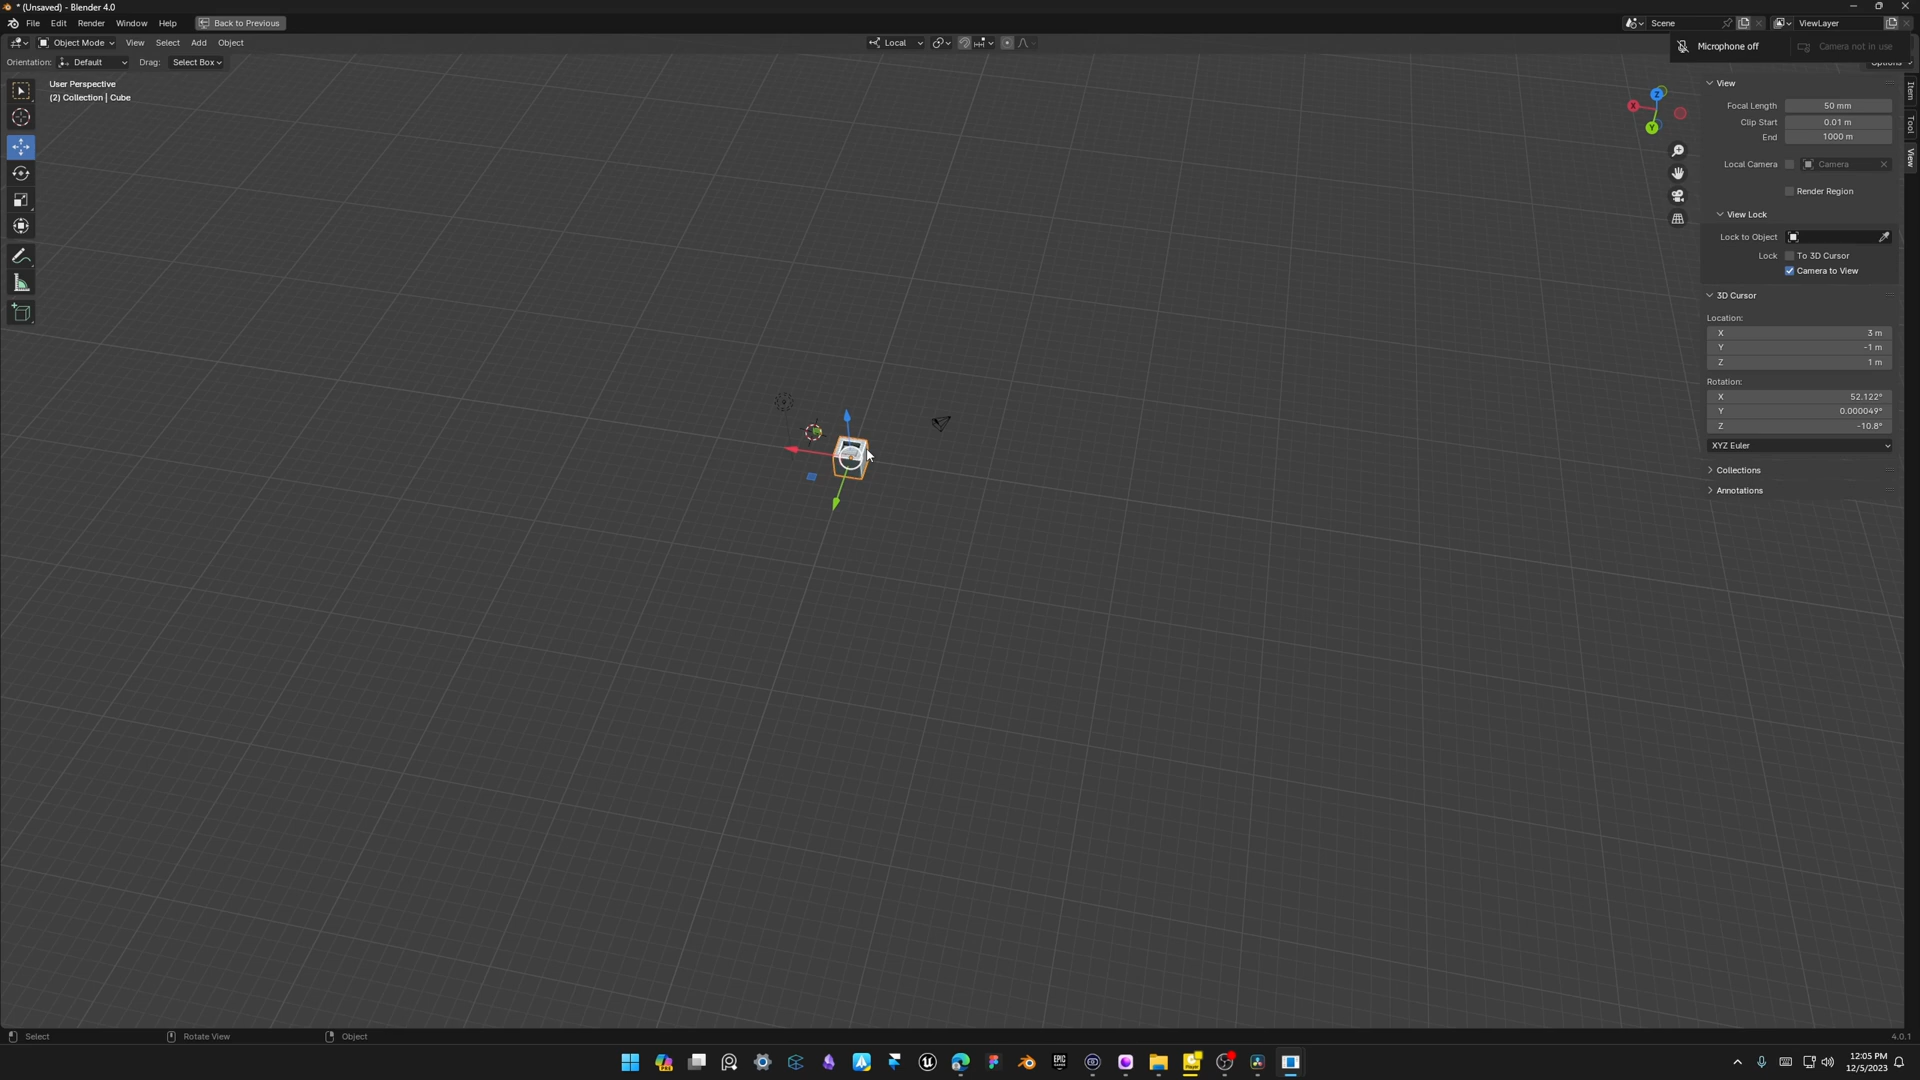 * (Unsaved) - Blender 4.0
File Edit Render Window Help Back to Previous Scene ViewLayer
Object Mode View Select Add Object Local Microphone off Camera not in use
Orientation: Default Drag: Select Box Options
User Perspective
(2) Collection | Cube
X Y Z
View
Focal Length 50 mm
Clip Start 0.01 m
End 1000 m
Local Camera Camera
Render Region
View Lock
Lock to Object
Lock To 3D Cursor
Camera to View
3D Cursor
Location:
X 3 m
Y -1 m
Z 1 m
Rotation:
X 52.122°
Y 0.000049°
Z -10.8°
XYZ Euler
Collections
Annotations
Item
Tool
View
Select Rotate View Object 4.0.1
12:05 PM
12/5/2023